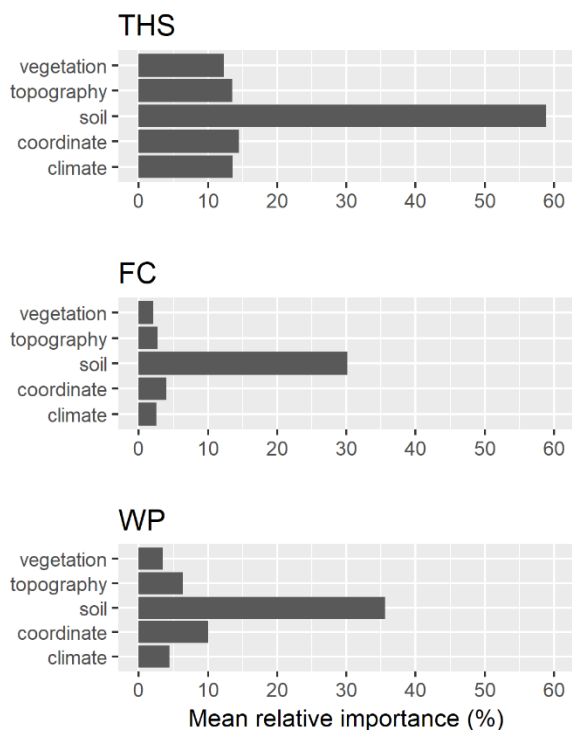 THS
vegetation
topography
soil
coordinate
climate
0 10 20 30 40 50 60
FC
vegetation
topography
soil
coordinate
climate
0 10 20 30 40 50 60
WP
vegetation
topography
soil
coordinate
climate
0 10 20 30 40 50 60
Mean relative importance (%)